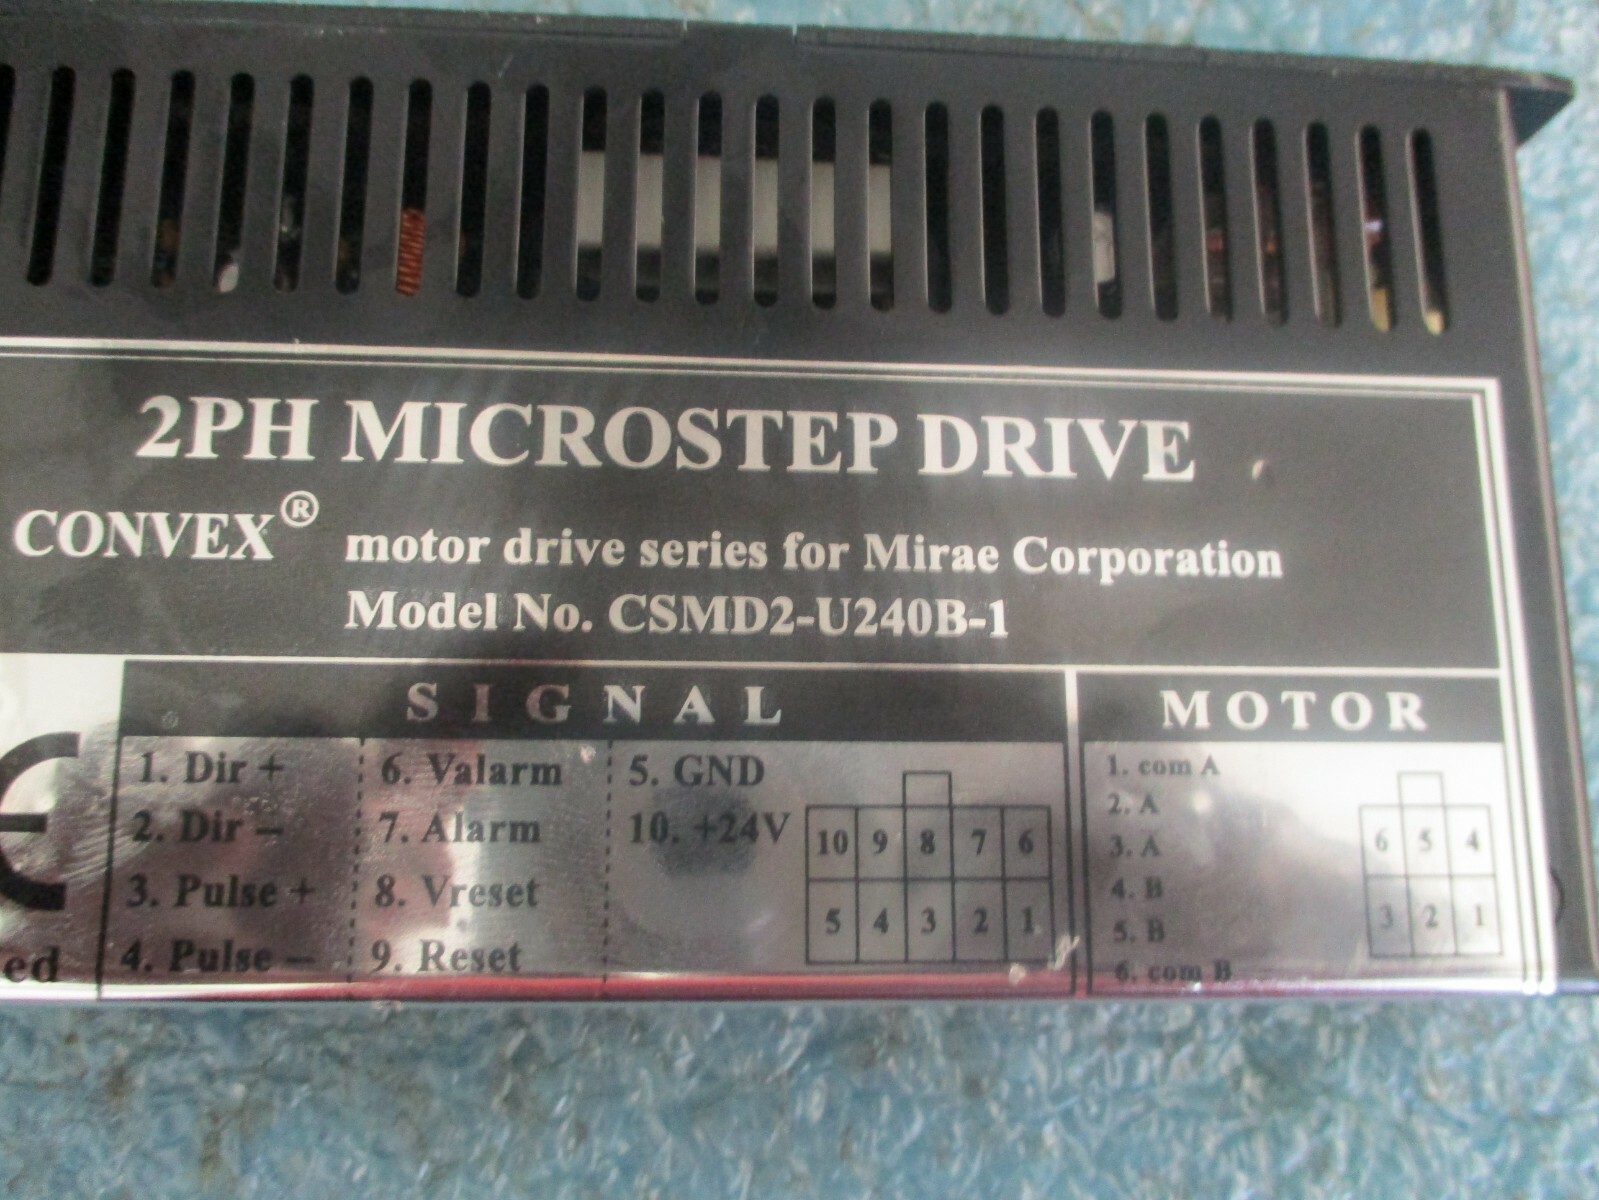 2PH MICROSTEP DRIVE
CONVEX® motor drive series for Mirae Corporation
Model No. CSMD2-U240B-1
SIGNAL
1. Dir +
2. Dir –
3. Pulse +
4. Pulse –
6. Valarm
7. Alarm
8. Vreset
9. Reset
5. GND
10. +24V
10 9 8 7 6
5 4 3 2 1
MOTOR
1. com A
2. A
3. A
4. B
5. B
6. com B
6 5 4
3 2 1
CE
ed